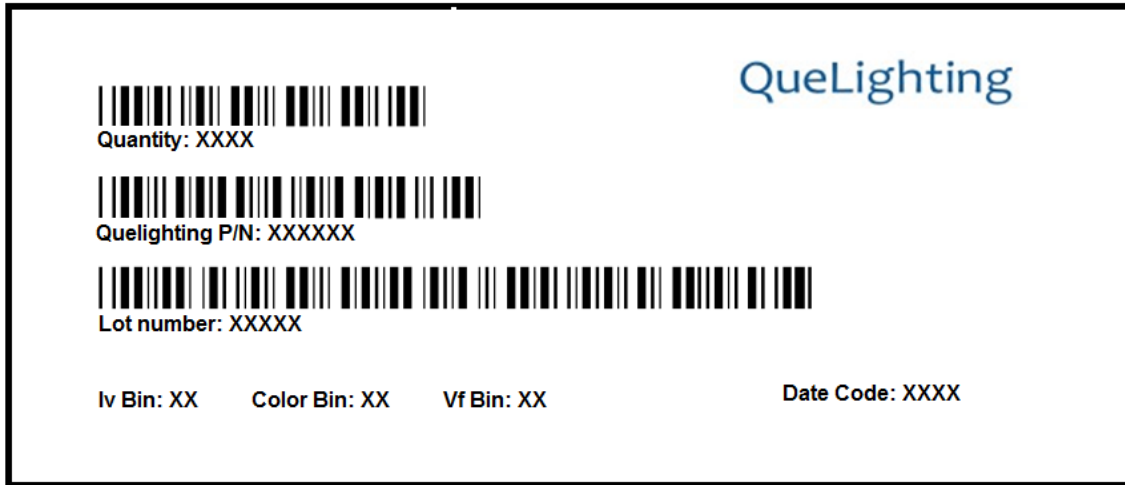 QueLighting
Quantity: XXXX
Quelighting P/N: XXXXXX
Lot number: XXXXX
Iv Bin: XX Color Bin: XX Vf Bin: XX Date Code: XXXX